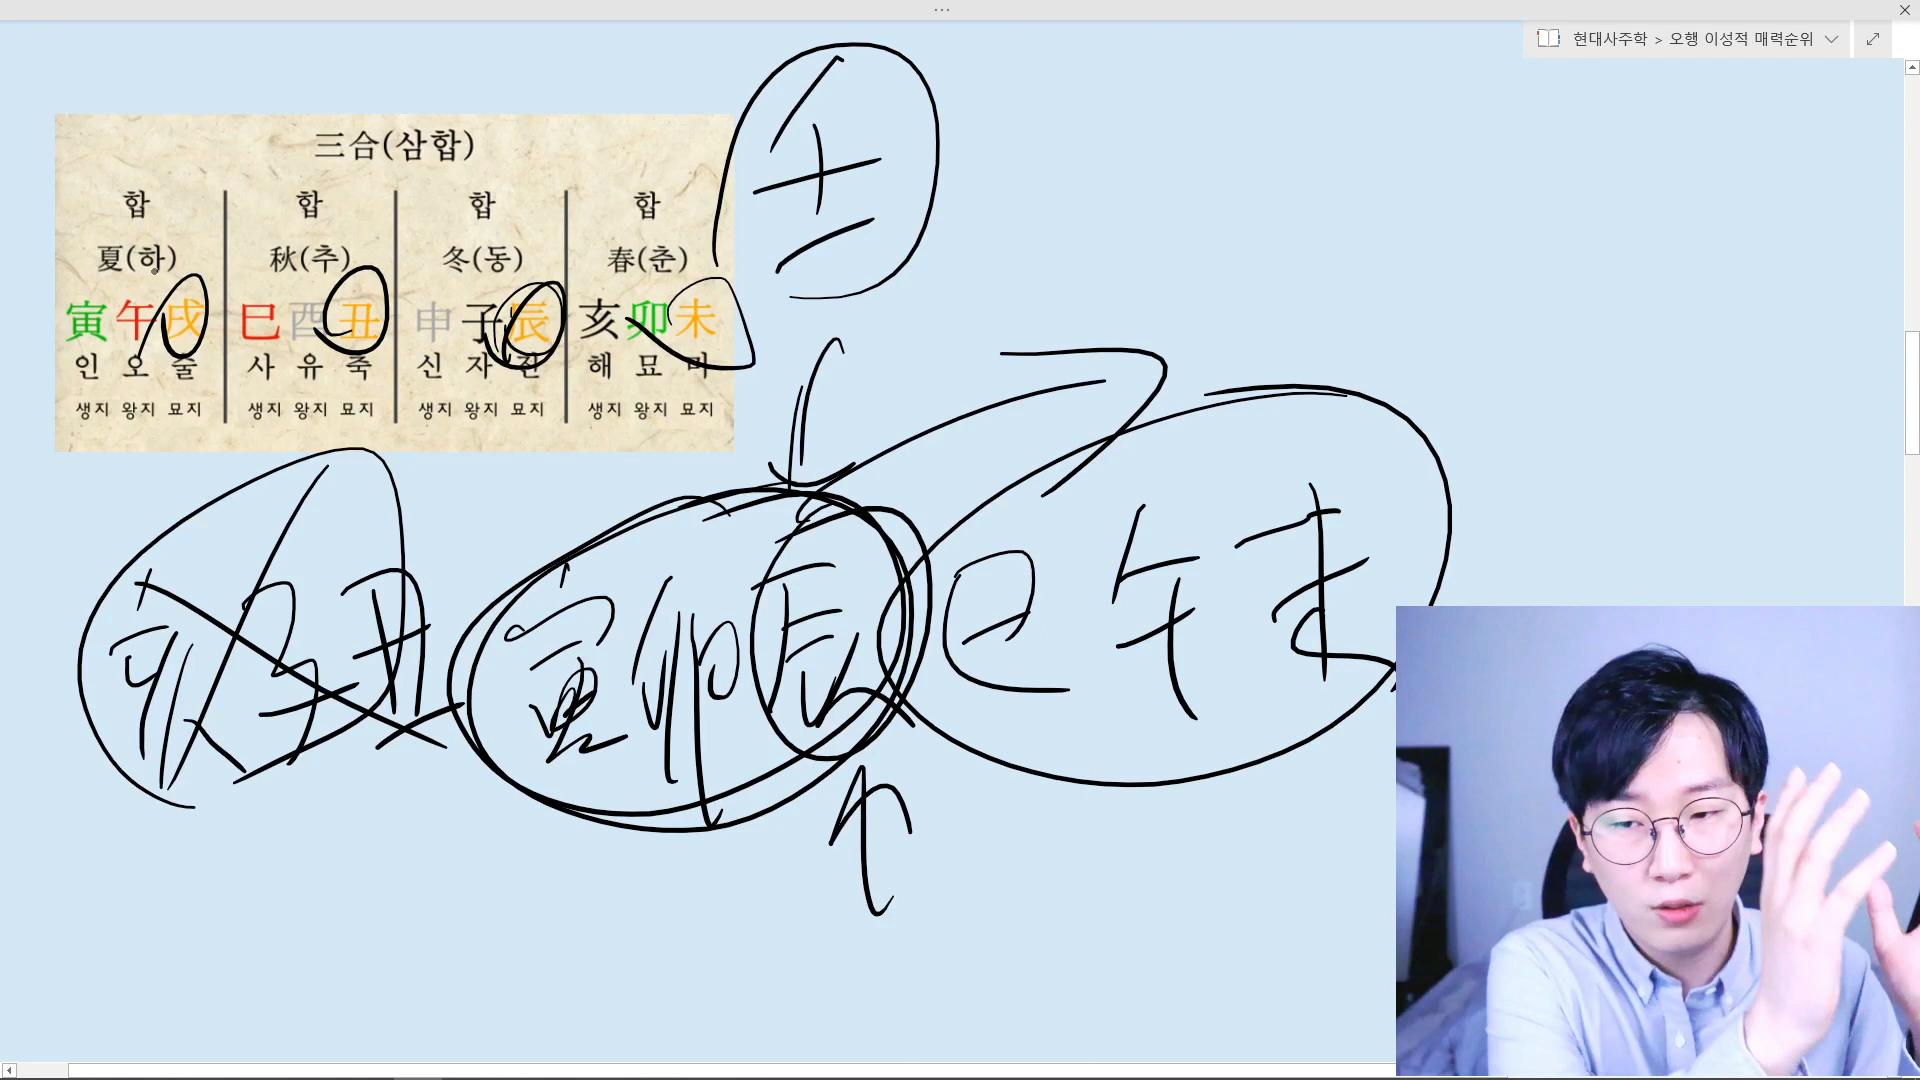 현대사주학 > 오행 이성적 매력순위
三合(삼합)
합 합 합 합
夏(하) 秋(추) 冬(동) 春(춘)
寅午戌 巳酉丑 申子辰 亥卯未
인 오 술 사 유 축 신 자 진 해 묘 미
생지 왕지 묘지 생지 왕지 묘지 생지 왕지 묘지 생지 왕지 묘지
亥子丑 寅卯辰 巳午未